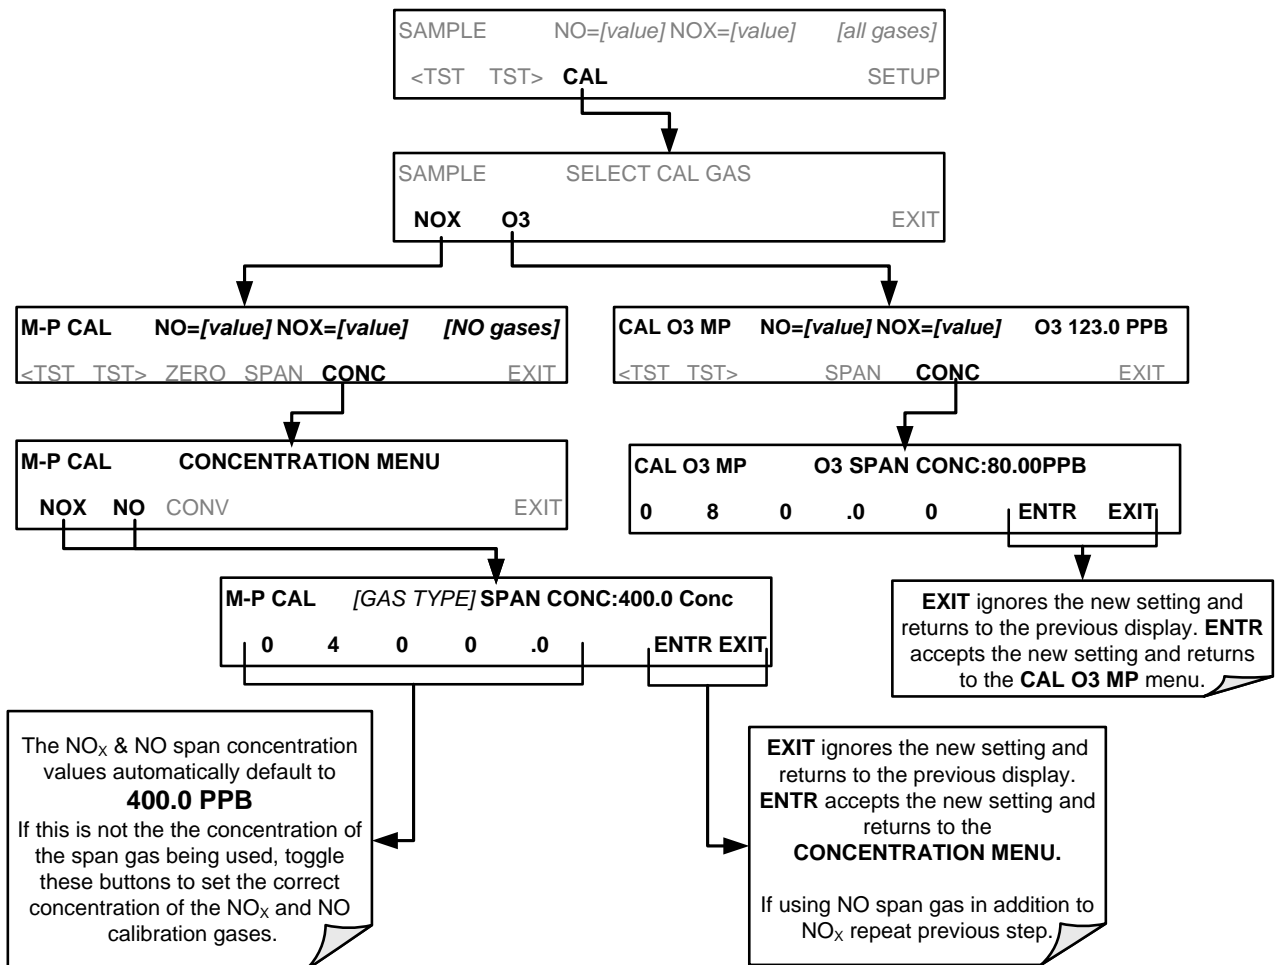 SAMPLE NO=[value] NOX=[value] [all gases]
<TST TST> CAL SETUP
SAMPLE SELECT CAL GAS
NOX O3 EXIT
M-P CAL NO=[value] NOX=[value] [NO gases]
<TST TST> ZERO SPAN CONC EXIT
CAL O3 MP NO=[value] NOX=[value] O3 123.0 PPB
<TST TST> SPAN CONC EXIT
M-P CAL CONCENTRATION MENU
NOX NO CONV EXIT
CAL O3 MP O3 SPAN CONC:80.00PPB
0 8 0 .0 0 ENTR EXIT
M-P CAL [GAS TYPE] SPAN CONC:400.0 Conc
0 4 0 0 .0 ENTR EXIT
EXIT ignores the new setting and
returns to the previous display. ENTR
accepts the new setting and returns
to the CAL O3 MP menu.
The NOX & NO span concentration
values automatically default to
400.0 PPB
If this is not the the concentration of
the span gas being used, toggle
these buttons to set the correct
concentration of the NOX and NO
calibration gases.
EXIT ignores the new setting and
returns to the previous display.
ENTR accepts the new setting and
returns to the
CONCENTRATION MENU.
If using NO span gas in addition to
NOX repeat previous step.